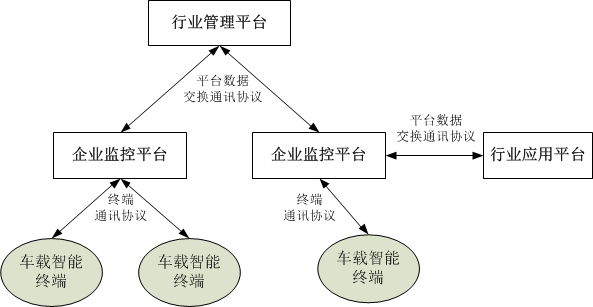 行业管理平台
平台数据
交换通讯协议
平台数据
交换通讯协议
企业监控平台
企业监控平台
行业应用平台
终端
通讯协议
终端
通讯协议
车载智能
终端
车载智能
终端
车载智能
终端